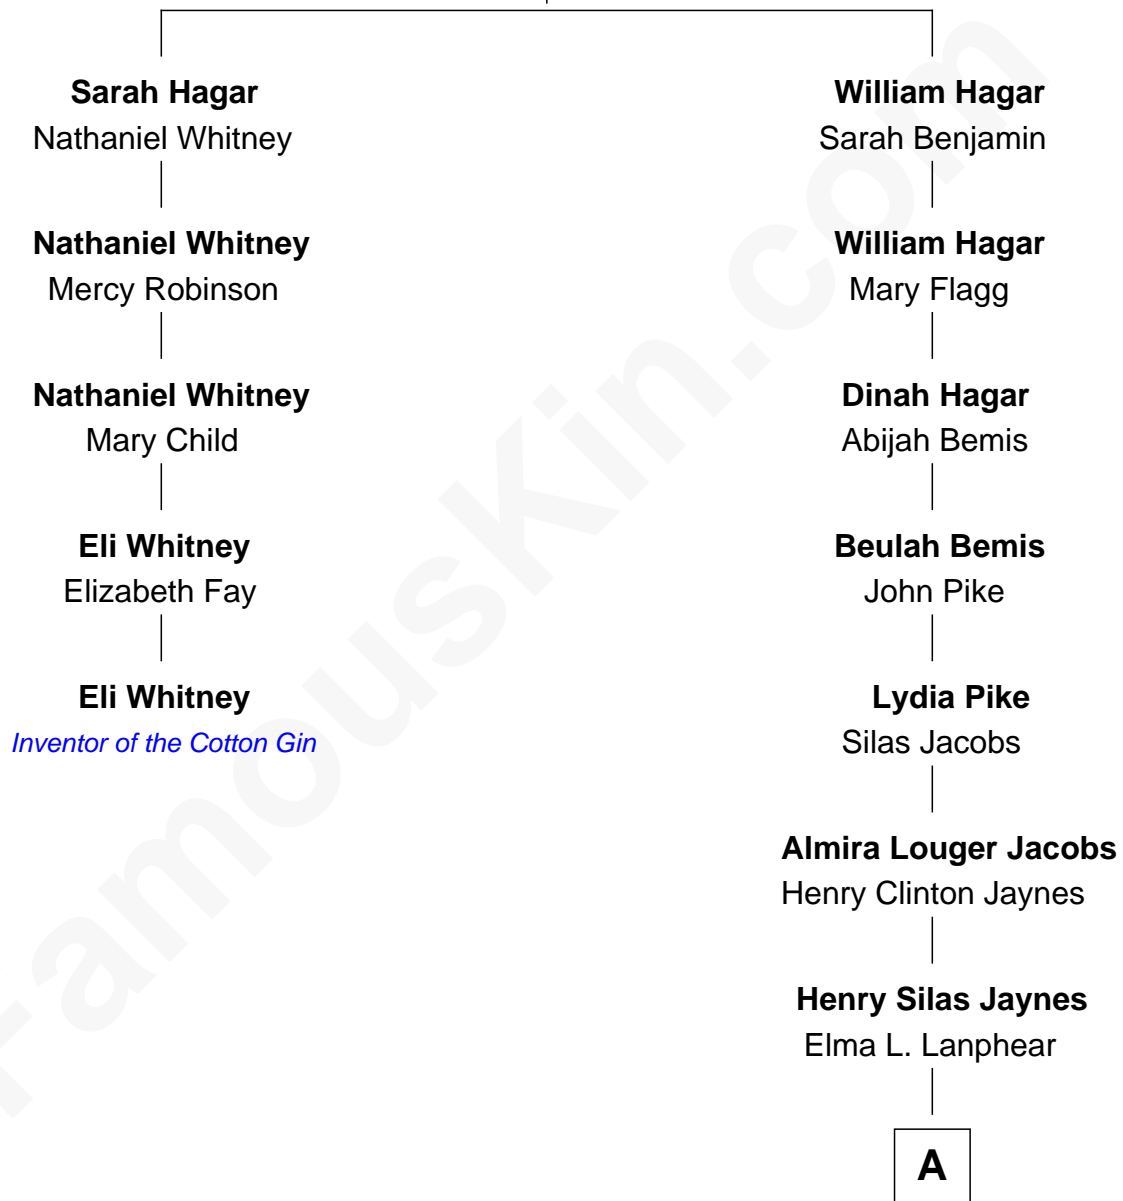 Sarah Hagar
Nathaniel Whitney
Nathaniel Whitney
Mercy Robinson
Nathaniel Whitney
Mary Child
Eli Whitney
Elizabeth Fay
Eli Whitney
Inventor of the Cotton Gin
William Hagar
Sarah Benjamin
William Hagar
Mary Flagg
Dinah Hagar
Abijah Bemis
Beulah Bemis
John Pike
Lydia Pike
Silas Jacobs
Almira Louger Jacobs
Henry Clinton Jaynes
Henry Silas Jaynes
Elma L. Lanphear
A
FamousKin.com